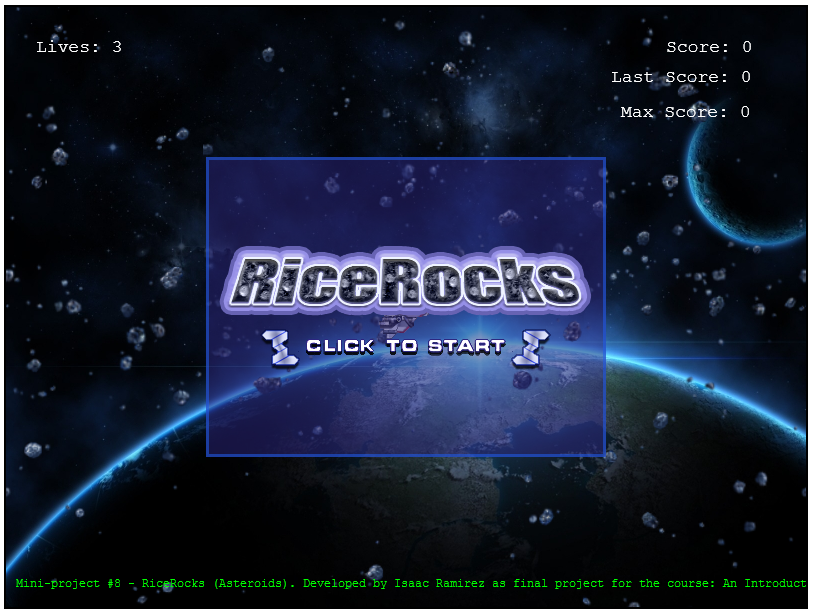 Lives: 3
Score: 0
Last Score: 0
Max Score: 0
RiceRocks
CLICK TO START
Mini-project #8 - RiceRocks (Asteroids). Developed by Isaac Ramirez as final project for the course: An Introduct